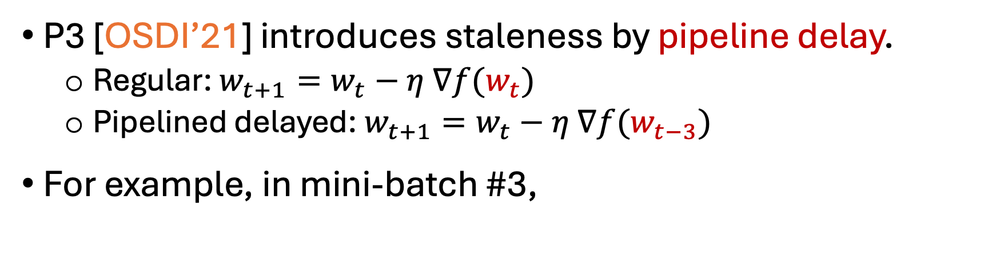 • P3 [OSDI’21] introduces staleness by pipeline delay.
○ Regular: $w_{t+1} = w_t - \eta \nabla f(w_t)$
○ Pipelined delayed: $w_{t+1} = w_t - \eta \nabla f(w_{t-3})$
• For example, in mini-batch #3,